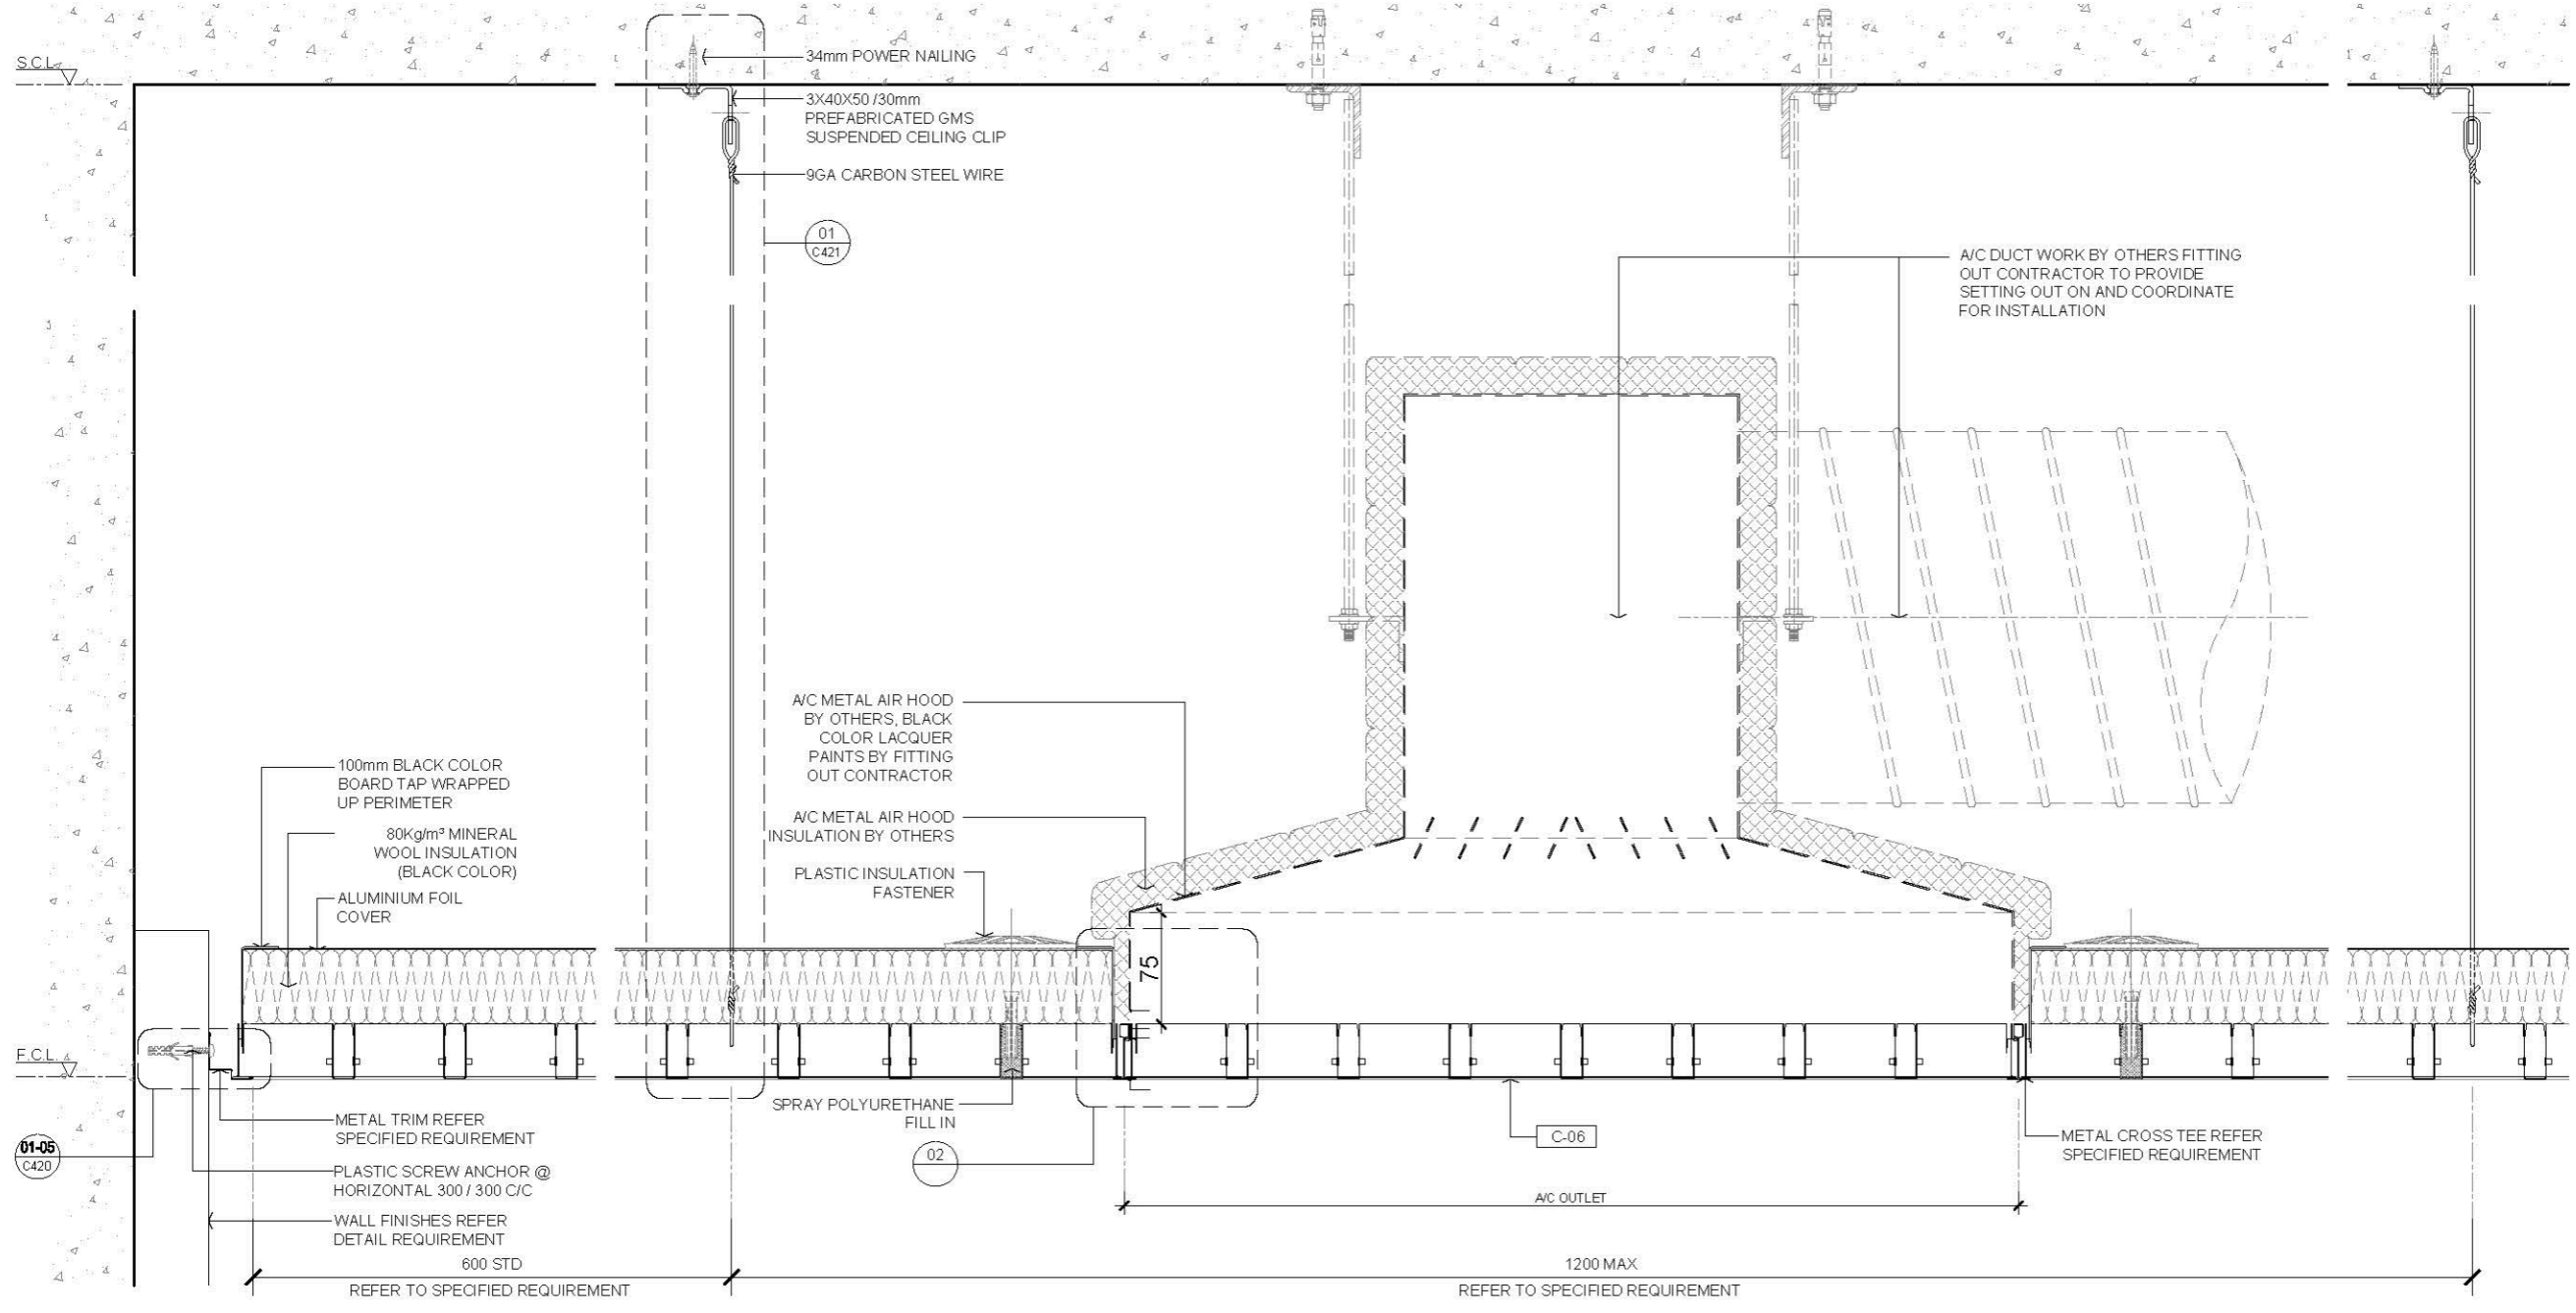 S.C.L.
34mm POWER NAILING
3X40X50 /30mm
PREFABRICATED GMS
SUSPENDED CEILING CLIP
9GA CARBON STEEL WIRE
01
C421
A/C DUCT WORK BY OTHERS FITTING
OUT CONTRACTOR TO PROVIDE
SETTING OUT ON AND COORDINATE
FOR INSTALLATION
A/C METAL AIR HOOD
BY OTHERS, BLACK
COLOR LACQUER
PAINTS BY FITTING
OUT CONTRACTOR
100mm BLACK COLOR
BOARD TAP WRAPPED
UP PERIMETER
A/C METAL AIR HOOD
INSULATION BY OTHERS
80Kg/m³ MINERAL
WOOL INSULATION
(BLACK COLOR)
PLASTIC INSULATION
FASTENER
ALUMINIUM FOIL
COVER
75
F.C.L.
SPRAY POLYURETHANE
FILL IN
METAL TRIM REFER
SPECIFIED REQUIREMENT
C-06
METAL CROSS TEE REFER
SPECIFIED REQUIREMENT
01-05
C420
02
PLASTIC SCREW ANCHOR @
HORIZONTAL 300 / 300 C/C
A/C OUTLET
WALL FINISHES REFER
DETAIL REQUIREMENT
600 STD
REFER TO SPECIFIED REQUIREMENT
1200 MAX
REFER TO SPECIFIED REQUIREMENT